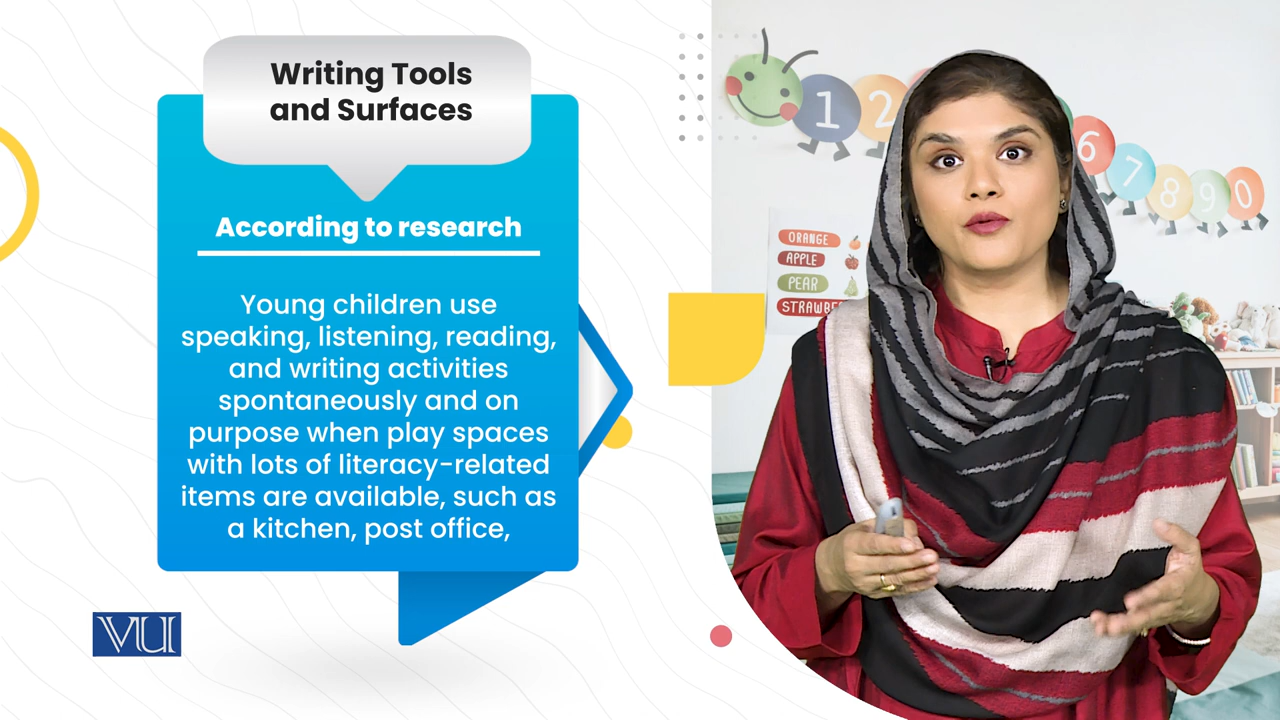 Writing Tools
and Surfaces
According to research
Young children use
speaking, listening, reading,
and writing activities
spontaneously and on
purpose when play spaces
with lots of literacy-related
items are available, such as
a kitchen, post office,
VU
1 2
6 7 8 9 0
ORANGE
APPLE
PEAR